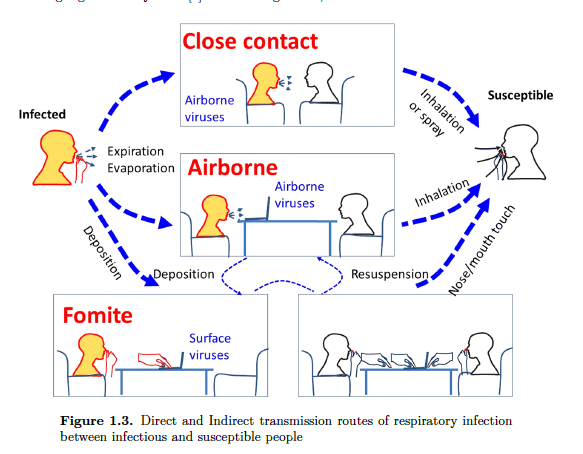 Close contact
Airborne
viruses
Infected
Expiration
Evaporation
Inhalation
or spray
Susceptible
Airborne
Airborne
viruses
Inhalation
Deposition
Deposition
Resuspension
Nose/mouth touch
Fomite
Surface
viruses
Figure 1.3. Direct and Indirect transmission routes of respiratory infection
between infectious and susceptible people